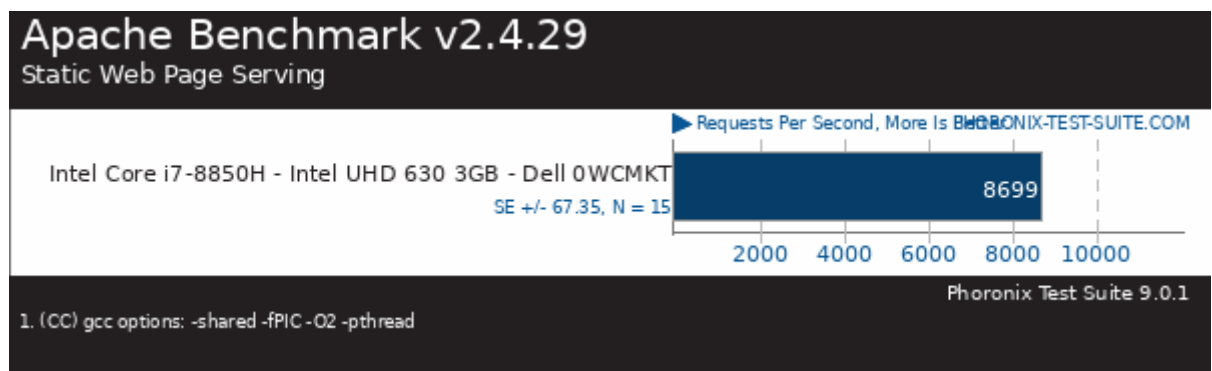 Apache Benchmark v2.4.29
Static Web Page Serving
Requests Per Second, More Is Better
PHORONIX-TEST-SUITE.COM
Intel Core i7-8850H - Intel UHD 630 3GB - Dell 0WCMKT
8699
SE +/- 67.35, N = 15
2000 4000 6000 8000 10000
Phoronix Test Suite 9.0.1
1. (CC) gcc options: -shared -fPIC -O2 -pthread